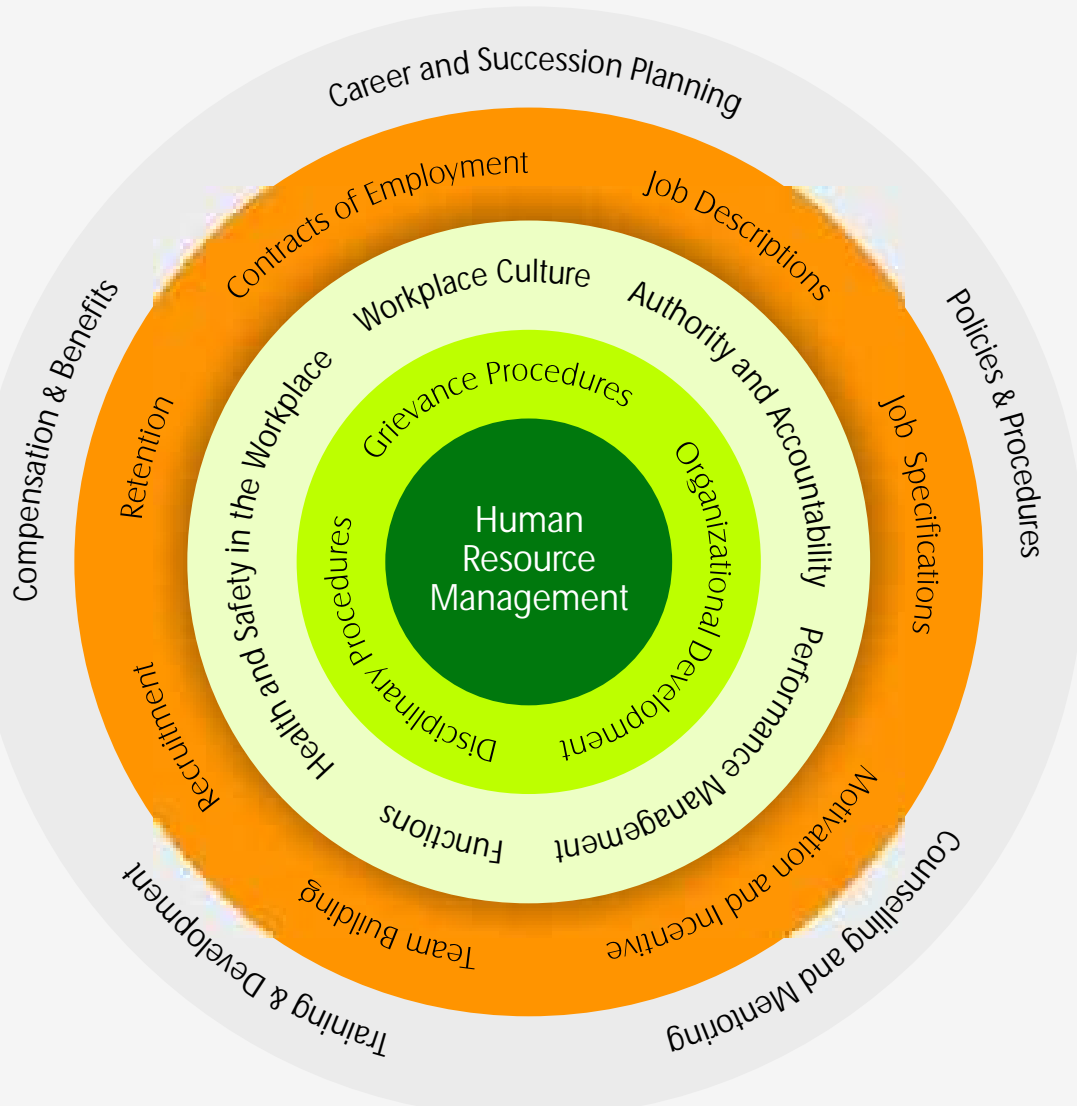 Career and Succession Planning
Policies & Procedures
Counselling and Mentoring
Training & Development
Compensation & Benefits
Contracts of Employment
Job Descriptions
Job Specifications
Motivation and Incentive
Team Building
Recruitment
Retention
Workplace Culture
Authority and Accountability
Performance Management
Functions
Health and Safety in the Workplace
Grievance Procedures
Organizational Development
Disciplinary Procedures
Human
Resource
Management